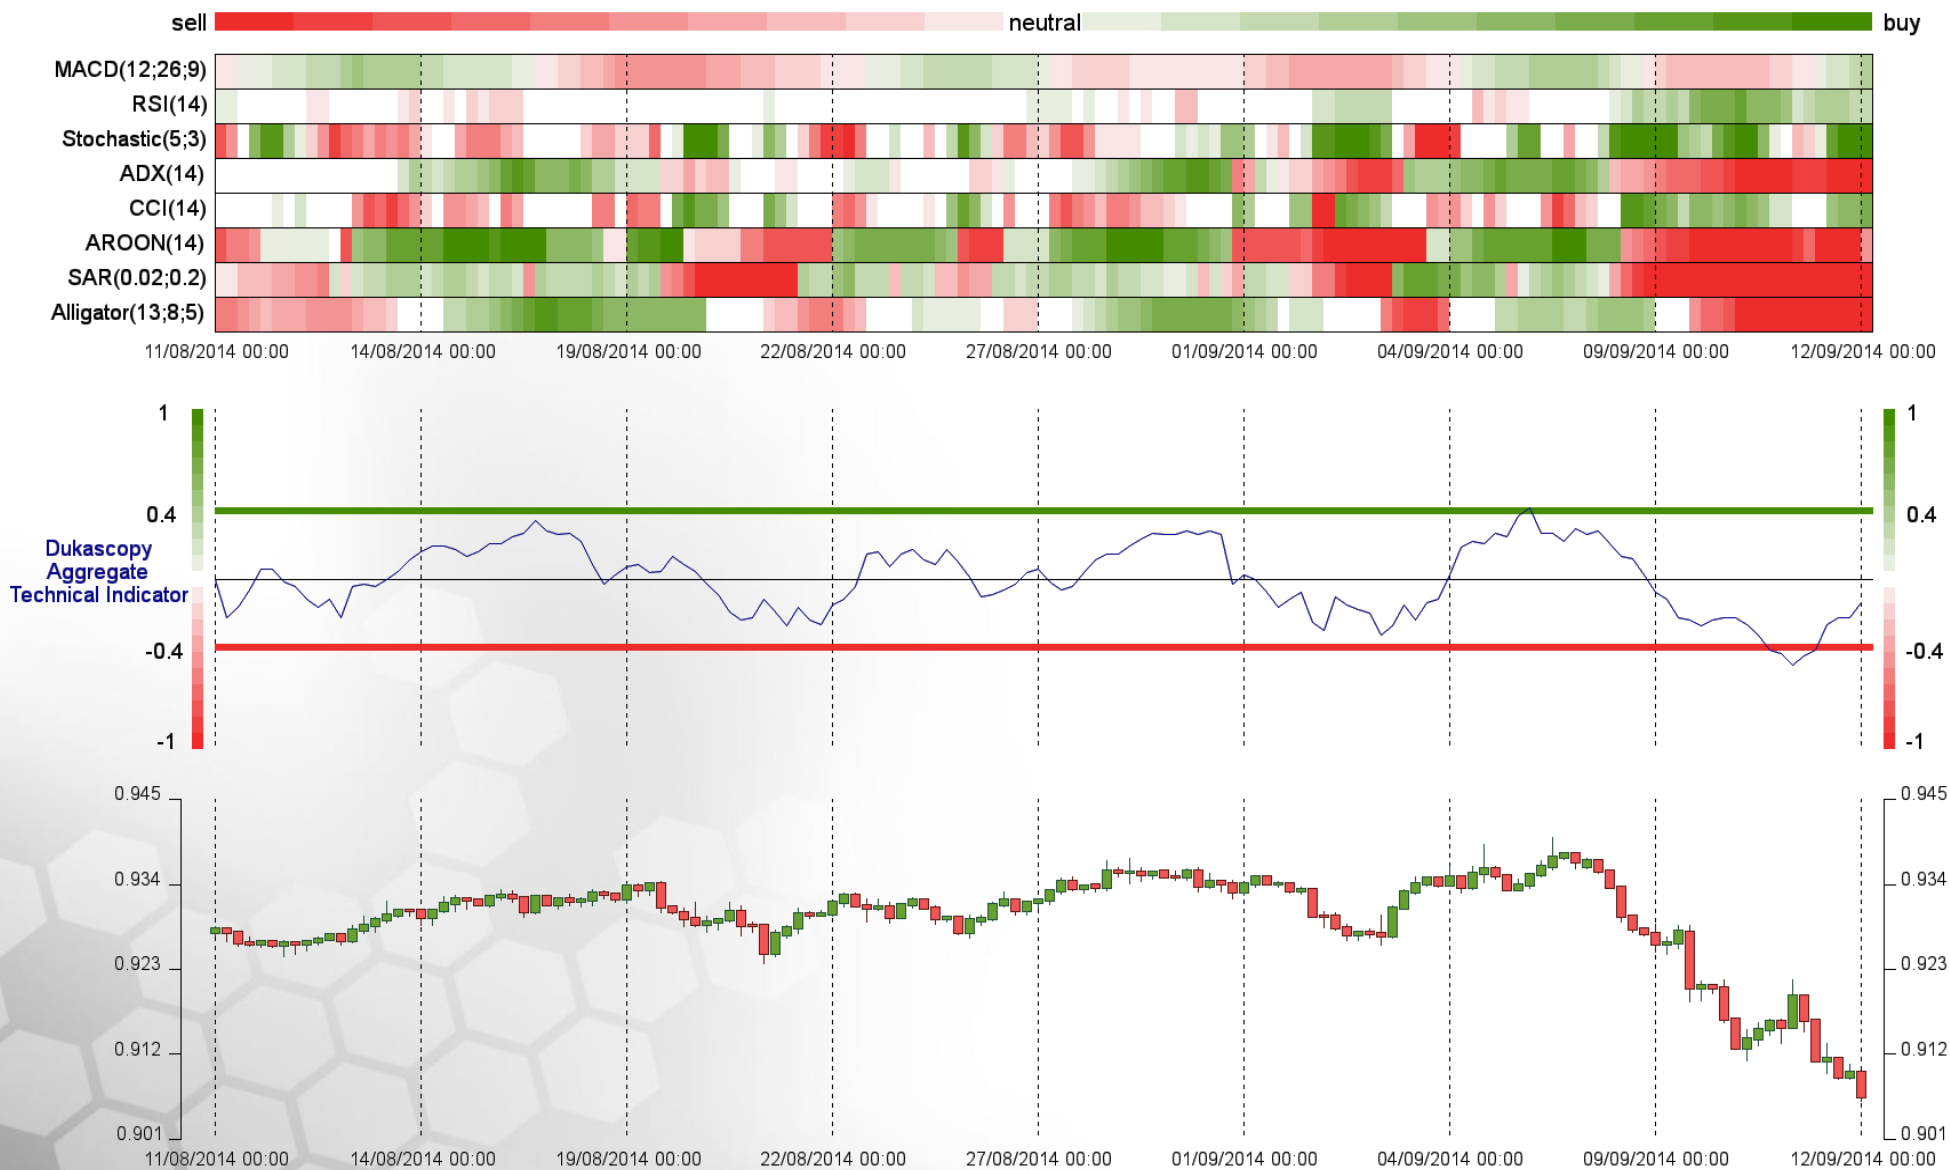 sell neutral buy
MACD(12;26;9)
RSI(14)
Stochastic(5;3)
ADX(14)
CCI(14)
AROON(14)
SAR(0.02;0.2)
Alligator(13;8;5)
11/08/2014 00:00 14/08/2014 00:00 19/08/2014 00:00 22/08/2014 00:00 27/08/2014 00:00 01/09/2014 00:00 04/09/2014 00:00 09/09/2014 00:00 12/09/2014 00:00
1 1
0.4 0.4
Dukascopy
Aggregate
Technical Indicator
-0.4 -0.4
-1 -1
0.945 0.945
0.934 0.934
0.923 0.923
0.912 0.912
0.901 0.901
11/08/2014 00:00 14/08/2014 00:00 19/08/2014 00:00 22/08/2014 00:00 27/08/2014 00:00 01/09/2014 00:00 04/09/2014 00:00 09/09/2014 00:00 12/09/2014 00:00